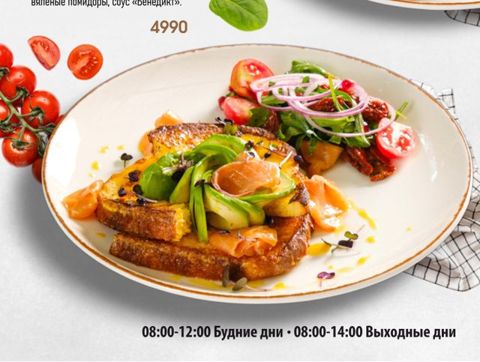 вяленые помидоры, соус «Бенедикт».
4990
08:00-12:00 Будние дни • 08:00-14:00 Выходные дни